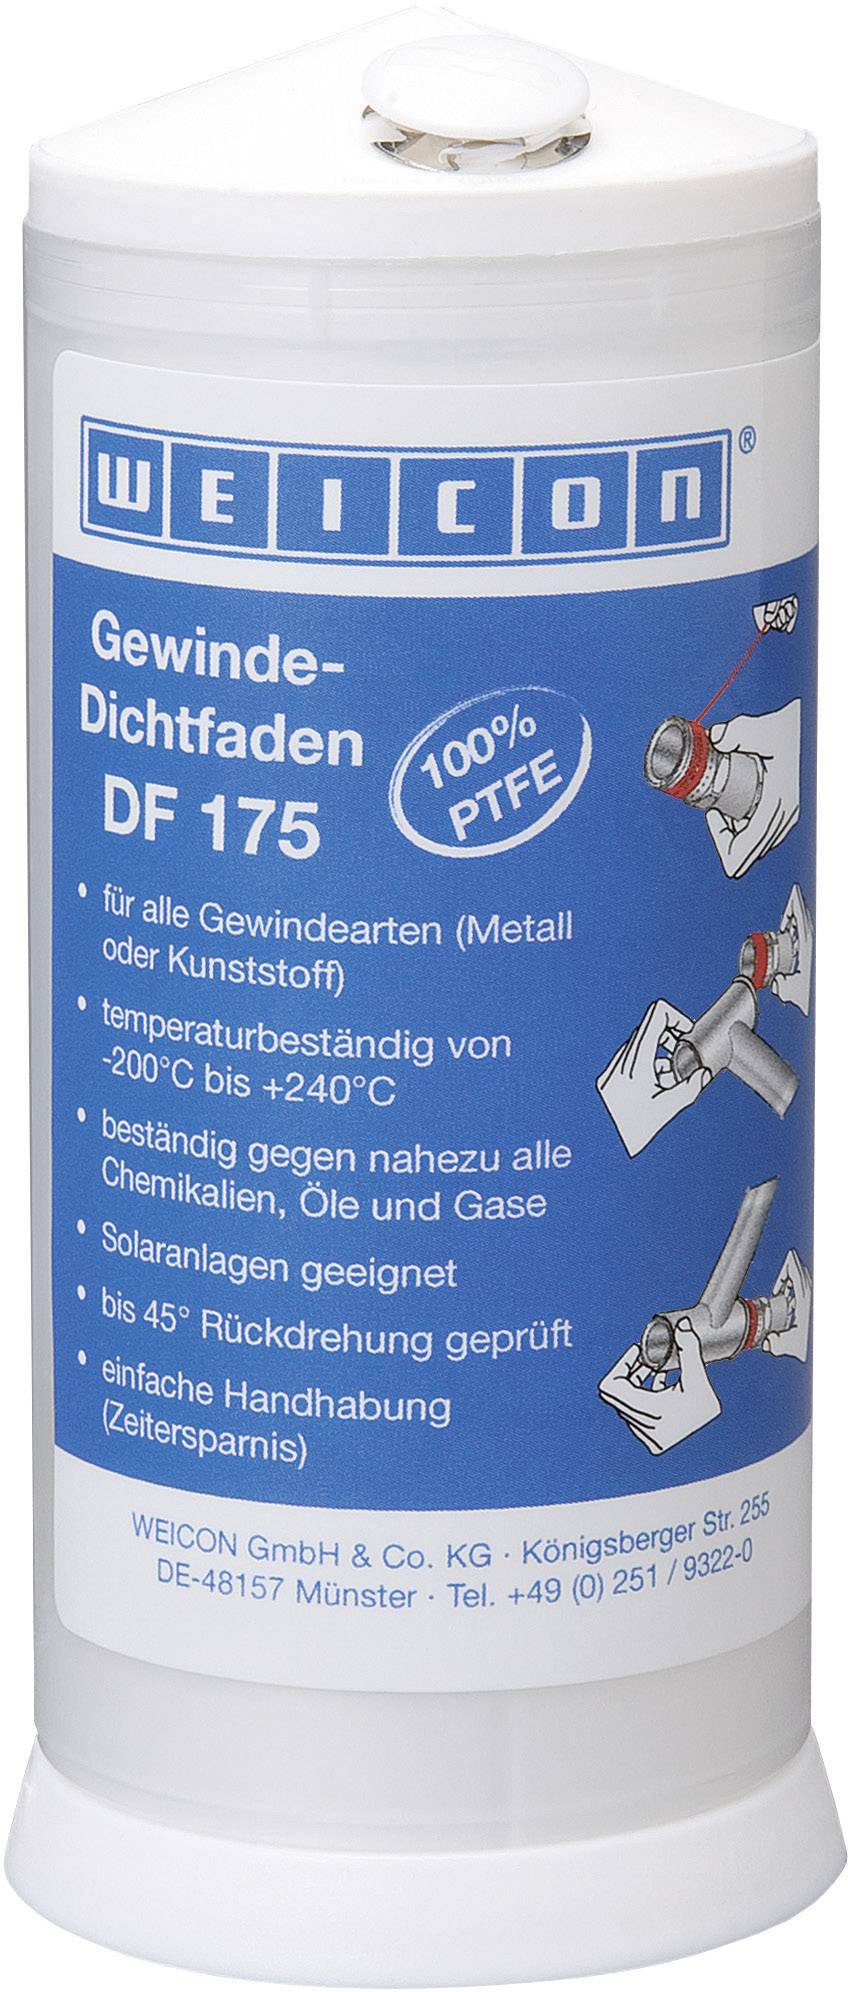 WEICON®
Gewinde-
Dichtfaden
DF 175
100%
PTFE
• für alle Gewindearten (Metall
oder Kunststoff)
• temperaturbeständig von
-200°C bis +240°C
• beständig gegen nahezu alle
Chemikalien, Öle und Gase
• Solaranlagen geeignet
• bis 45° Rückdrehung geprüft
• einfache Handhabung
(Zeitersparnis)
WEICON GmbH & Co. KG · Königsberger Str. 255
DE-48157 Münster · Tel. +49 (0) 251 / 9322-0